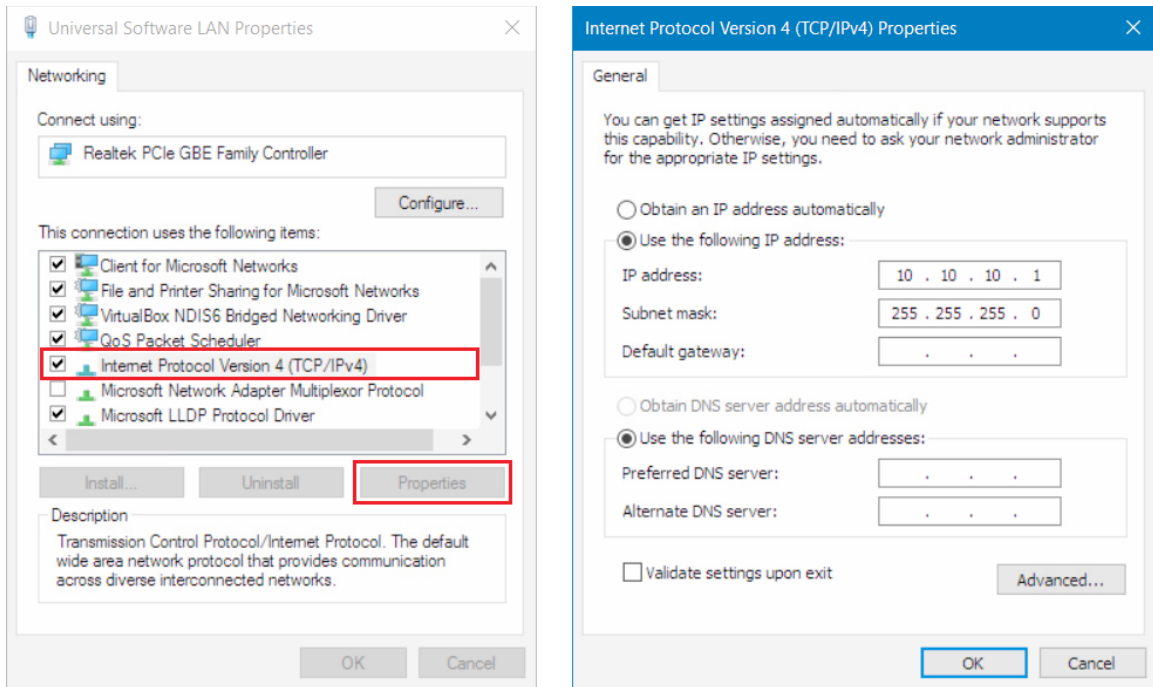 Universal Software LAN Properties
Networking
Connect using:
Realtek PCIe GBE Family Controller
Configure...
This connection uses the following items:
Client for Microsoft Networks
File and Printer Sharing for Microsoft Networks
VirtualBox NDIS6 Bridged Networking Driver
QoS Packet Scheduler
Internet Protocol Version 4 (TCP/IPv4)
Microsoft Network Adapter Multiplexor Protocol
Microsoft LLDP Protocol Driver
Install...
Uninstall
Properties
Description
Transmission Control Protocol/Internet Protocol. The default
wide area network protocol that provides communication
across diverse interconnected networks.
OK
Cancel
Internet Protocol Version 4 (TCP/IPv4) Properties
General
You can get IP settings assigned automatically if your network supports
this capability. Otherwise, you need to ask your network administrator
for the appropriate IP settings.
Obtain an IP address automatically
Use the following IP address:
IP address: 10 . 10 . 10 . 1
Subnet mask: 255 . 255 . 255 . 0
Default gateway: . . .
Obtain DNS server address automatically
Use the following DNS server addresses:
Preferred DNS server: . . .
Alternate DNS server: . . .
Validate settings upon exit
Advanced...
OK
Cancel